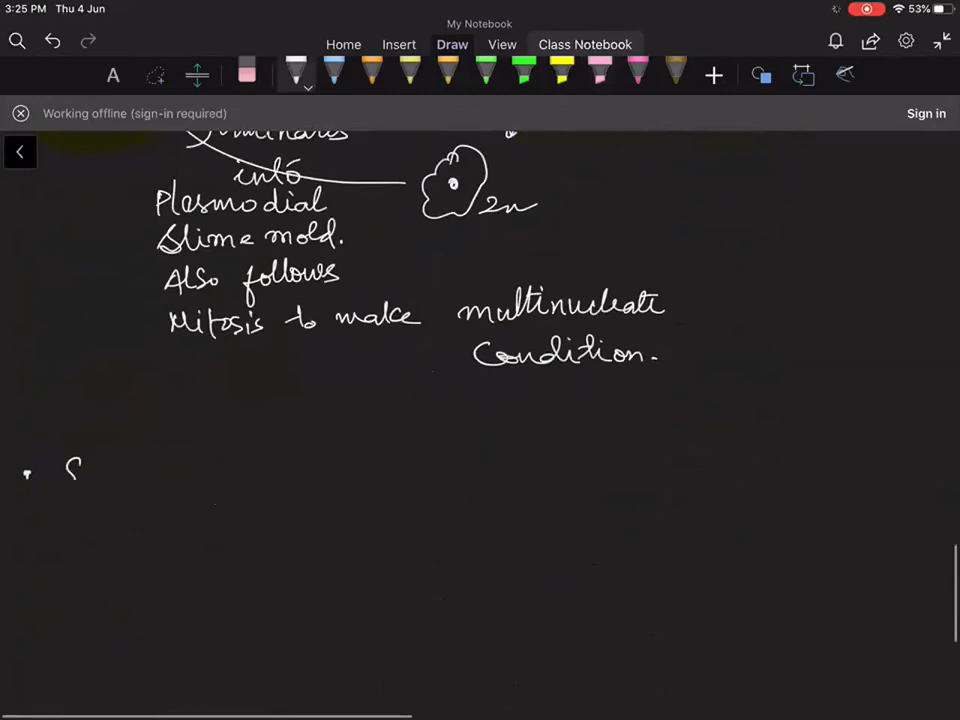 3:25 PM Thu 4 Jun
53%
My Notebook
Home Insert Draw View Class Notebook
A
Working offline (sign-in required) Sign in
into
Plasmodial
2n
Slime mold.
Also follows
Mitosis to make multinucleate
Condition.